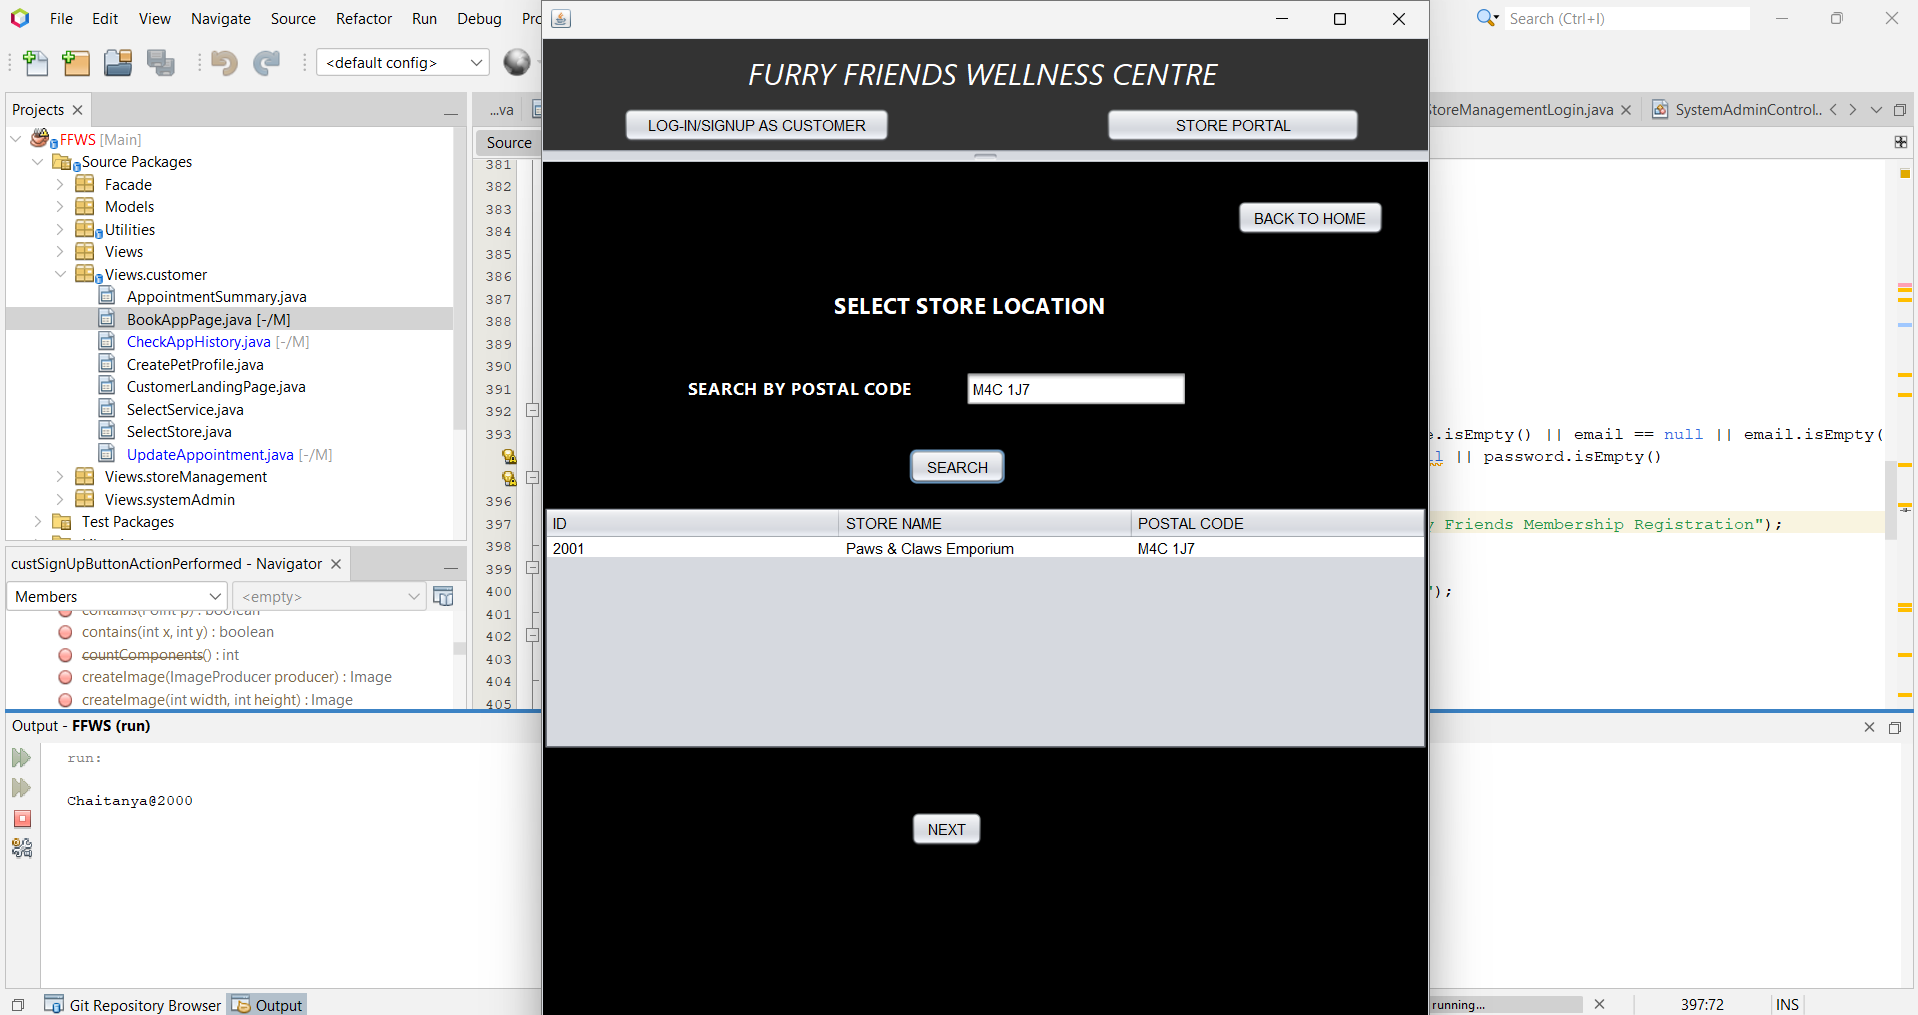 File Edit View Navigate Source Refactor Run Debug
Search (Ctrl+I)
<default config>
Projects
FFWS [Main]
Source Packages
Facade
Models
Utilities
Views
Views.customer
AppointmentSummary.java
BookAppPage.java [-/M]
CheckAppHistory.java [-/M]
CreatePetProfile.java
CustomerLandingPage.java
SelectService.java
SelectStore.java
UpdateAppointment.java [-/M]
Views.storeManagement
Views.systemAdmin
Test Packages
custSignUpButtonActionPerformed - Navigator
Members
<empty>
contains(Point p) : boolean
contains(int x, int y) : boolean
countComponents() : int
createImage(ImageProducer producer) : Image
createImage(int width, int height) : Image
...va
Source
381
382
383
384
385
386
387
388
389
390
391
392
393
396
397
398
399
400
401
402
403
404
405
FURRY FRIENDS WELLNESS CENTRE
LOG-IN/SIGNUP AS CUSTOMER
STORE PORTAL
BACK TO HOME
SELECT STORE LOCATION
SEARCH BY POSTAL CODE M4C 1J7
SEARCH
ID STORE NAME POSTAL CODE
2001 Paws & Claws Emporium M4C 1J7
NEXT
toreManagementLogin.java SystemAdminControl..
e.isEmpty() || email == null || email.isEmpty(
ll || password.isEmpty()
y Friends Membership Registration");
");
Output - FFWS (run)
run:
Chaitanya@2000
Git Repository Browser Output
running... 397:72 INS